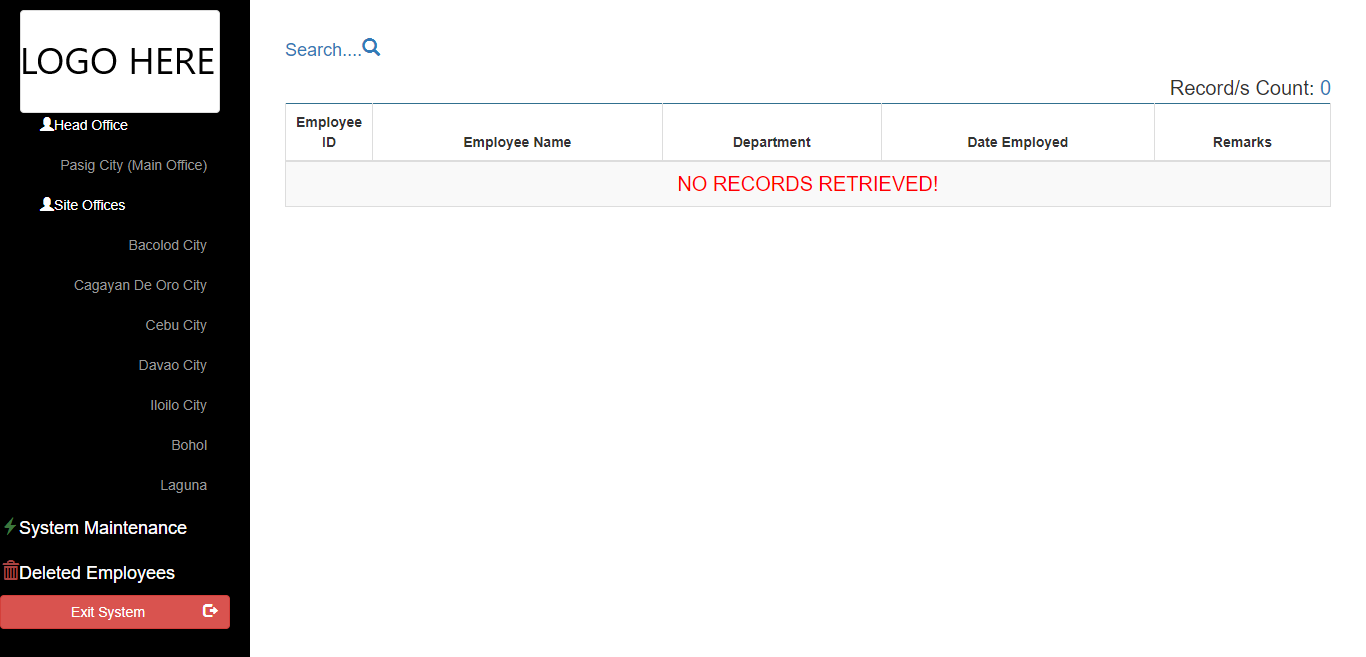 LOGO HERE
Head Office
Pasig City (Main Office)
Site Offices
Bacolod City
Cagayan De Oro City
Cebu City
Davao City
Iloilo City
Bohol
Laguna
System Maintenance
Deleted Employees
Exit System
Search....
Record/s Count: 0
Employee
ID Employee Name Department Date Employed Remarks
NO RECORDS RETRIEVED!